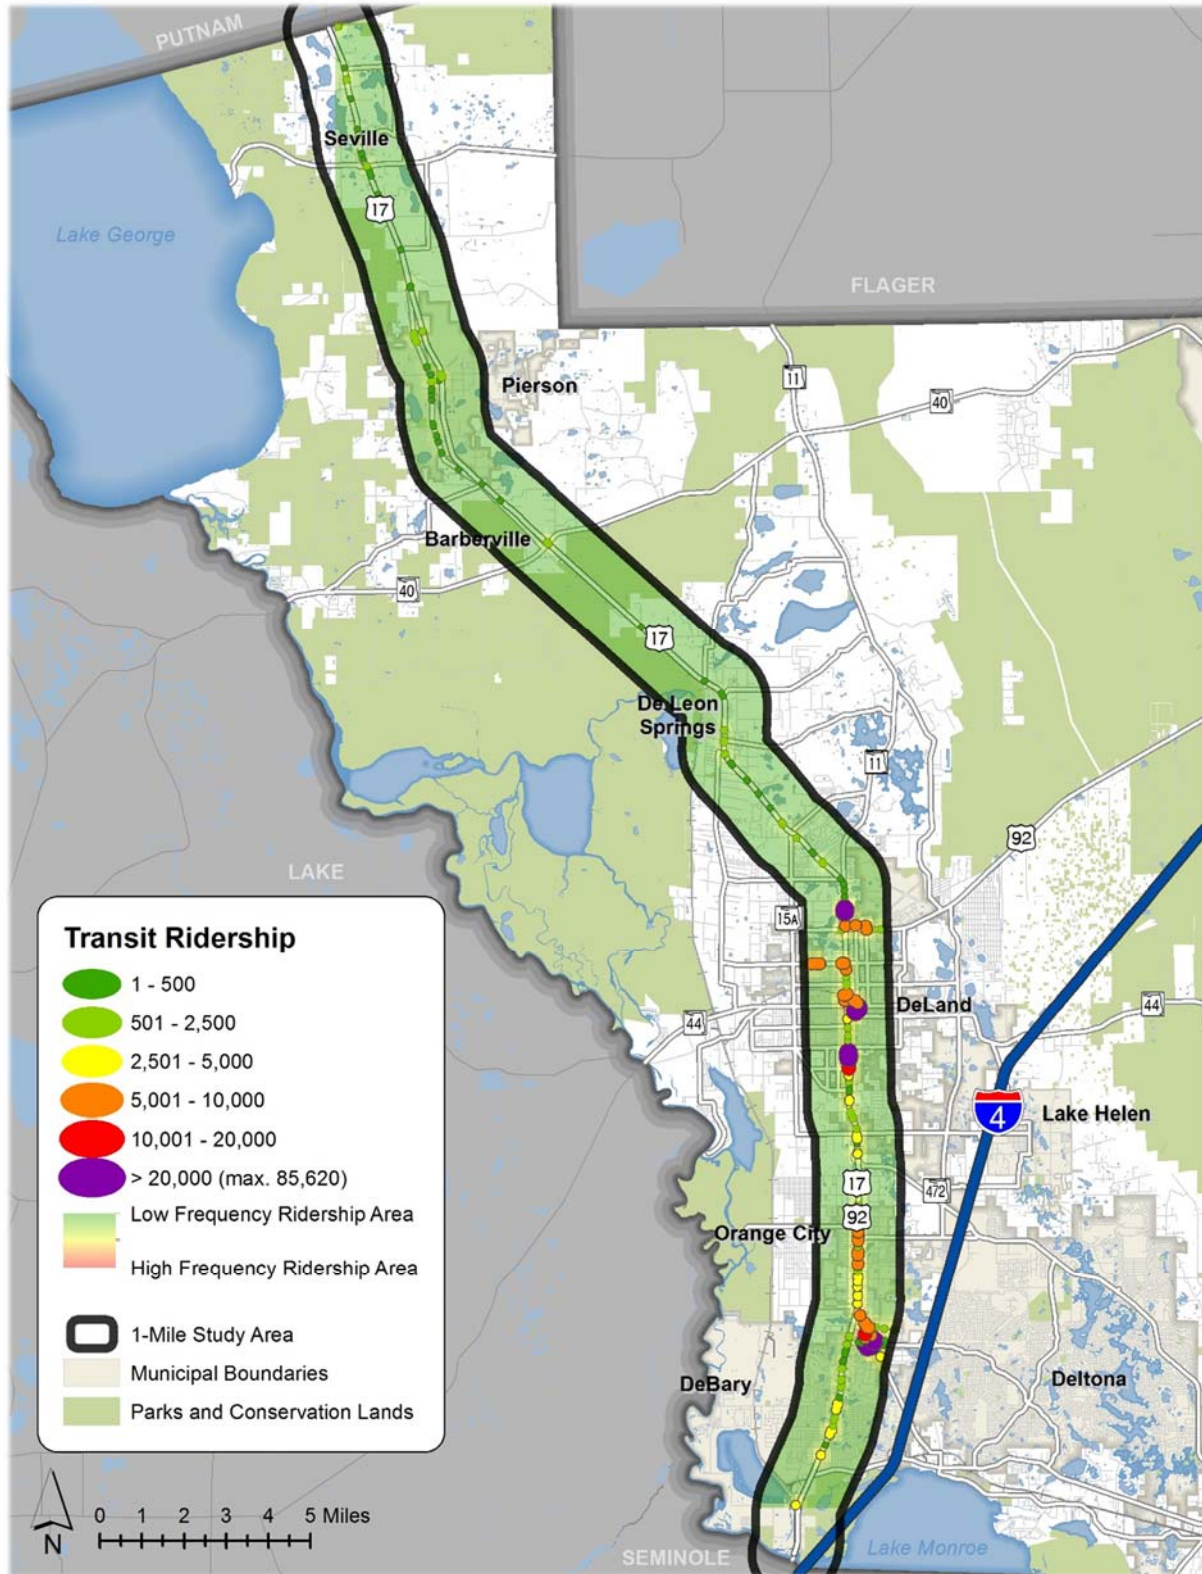 PUTNAM
Seville
17
Lake George
FLAGER
11
Pierson
40
Barberville
40
17
De Leon
Springs
11
92
LAKE
15A
DeLand
44
44
4
Lake Helen
17
472
92
Orange City
DeBary
Deltona
Transit Ridership
1 - 500
501 - 2,500
2,501 - 5,000
5,001 - 10,000
10,001 - 20,000
> 20,000 (max. 85,620)
Low Frequency Ridership Area
High Frequency Ridership Area
1-Mile Study Area
Municipal Boundaries
Parks and Conservation Lands
N
0 1 2 3 4 5 Miles
SEMINOLE
Lake Monroe